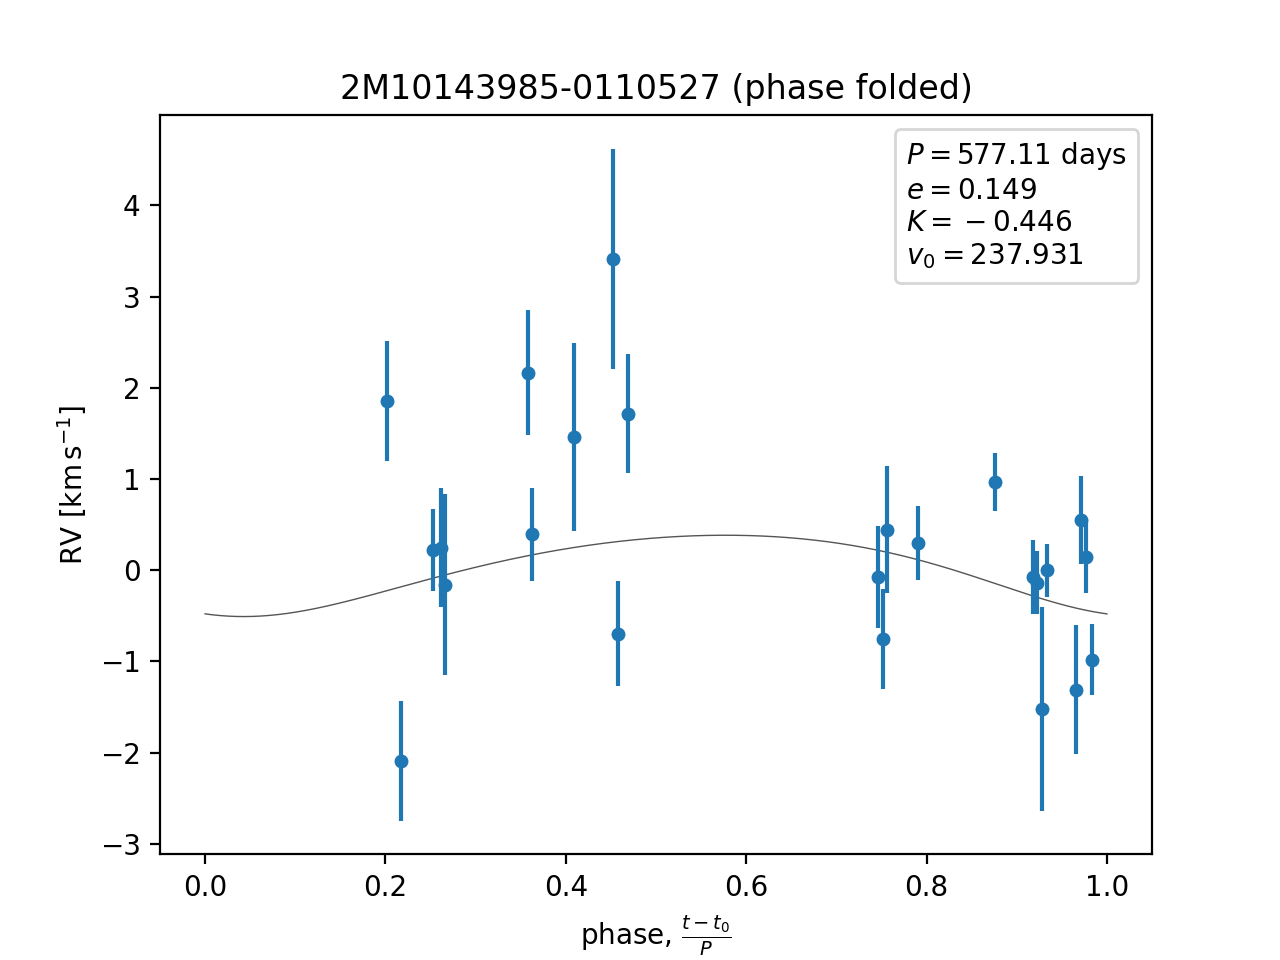 2M10143985-0110527 (phase folded)
P = 577.11 days
e = 0.149
K = −0.446
v₀ = 237.931
4
3
2
1
0
−1
−2
−3
RV [km s⁻¹]
0.0 0.2 0.4 0.6 0.8 1.0
phase, (t − t₀)/P